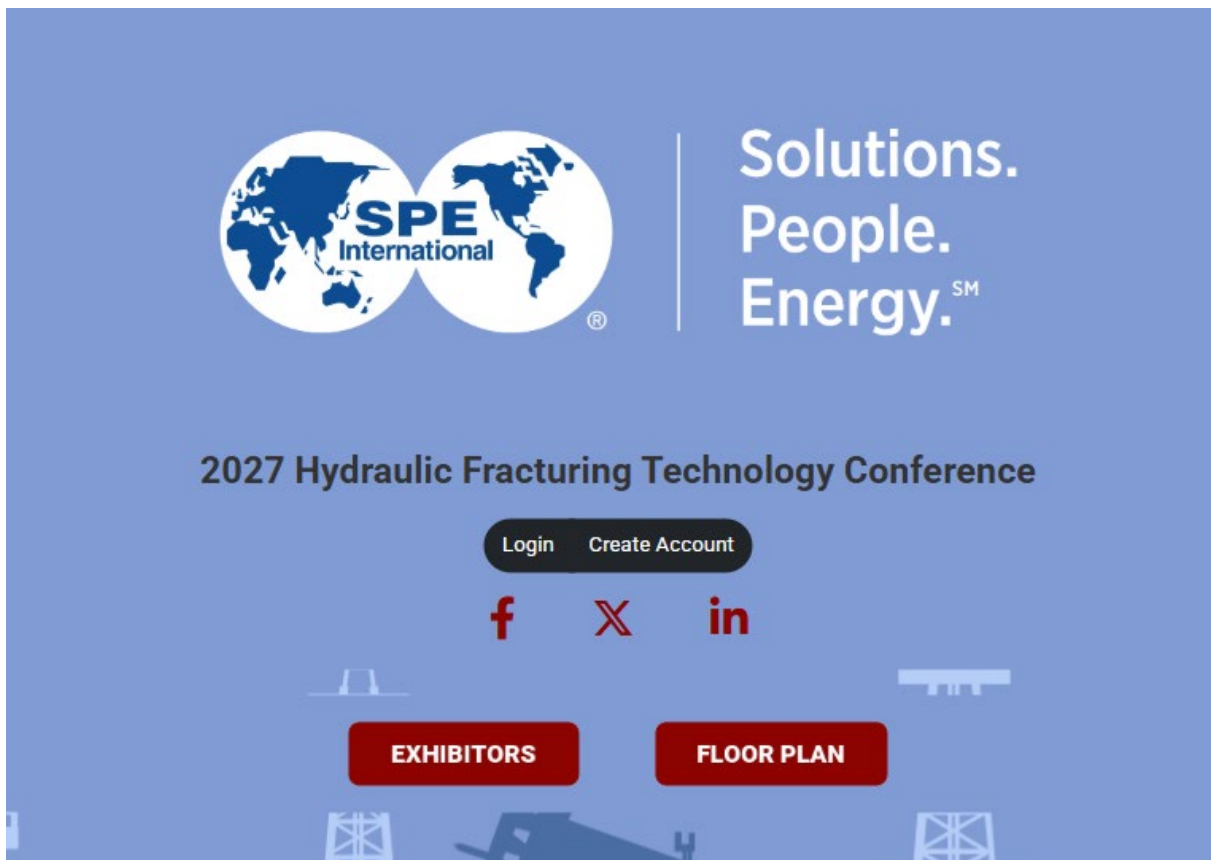 SPE
International
®
Solutions.
People.
Energy.℠
2027 Hydraulic Fracturing Technology Conference
Login Create Account
EXHIBITORS FLOOR PLAN